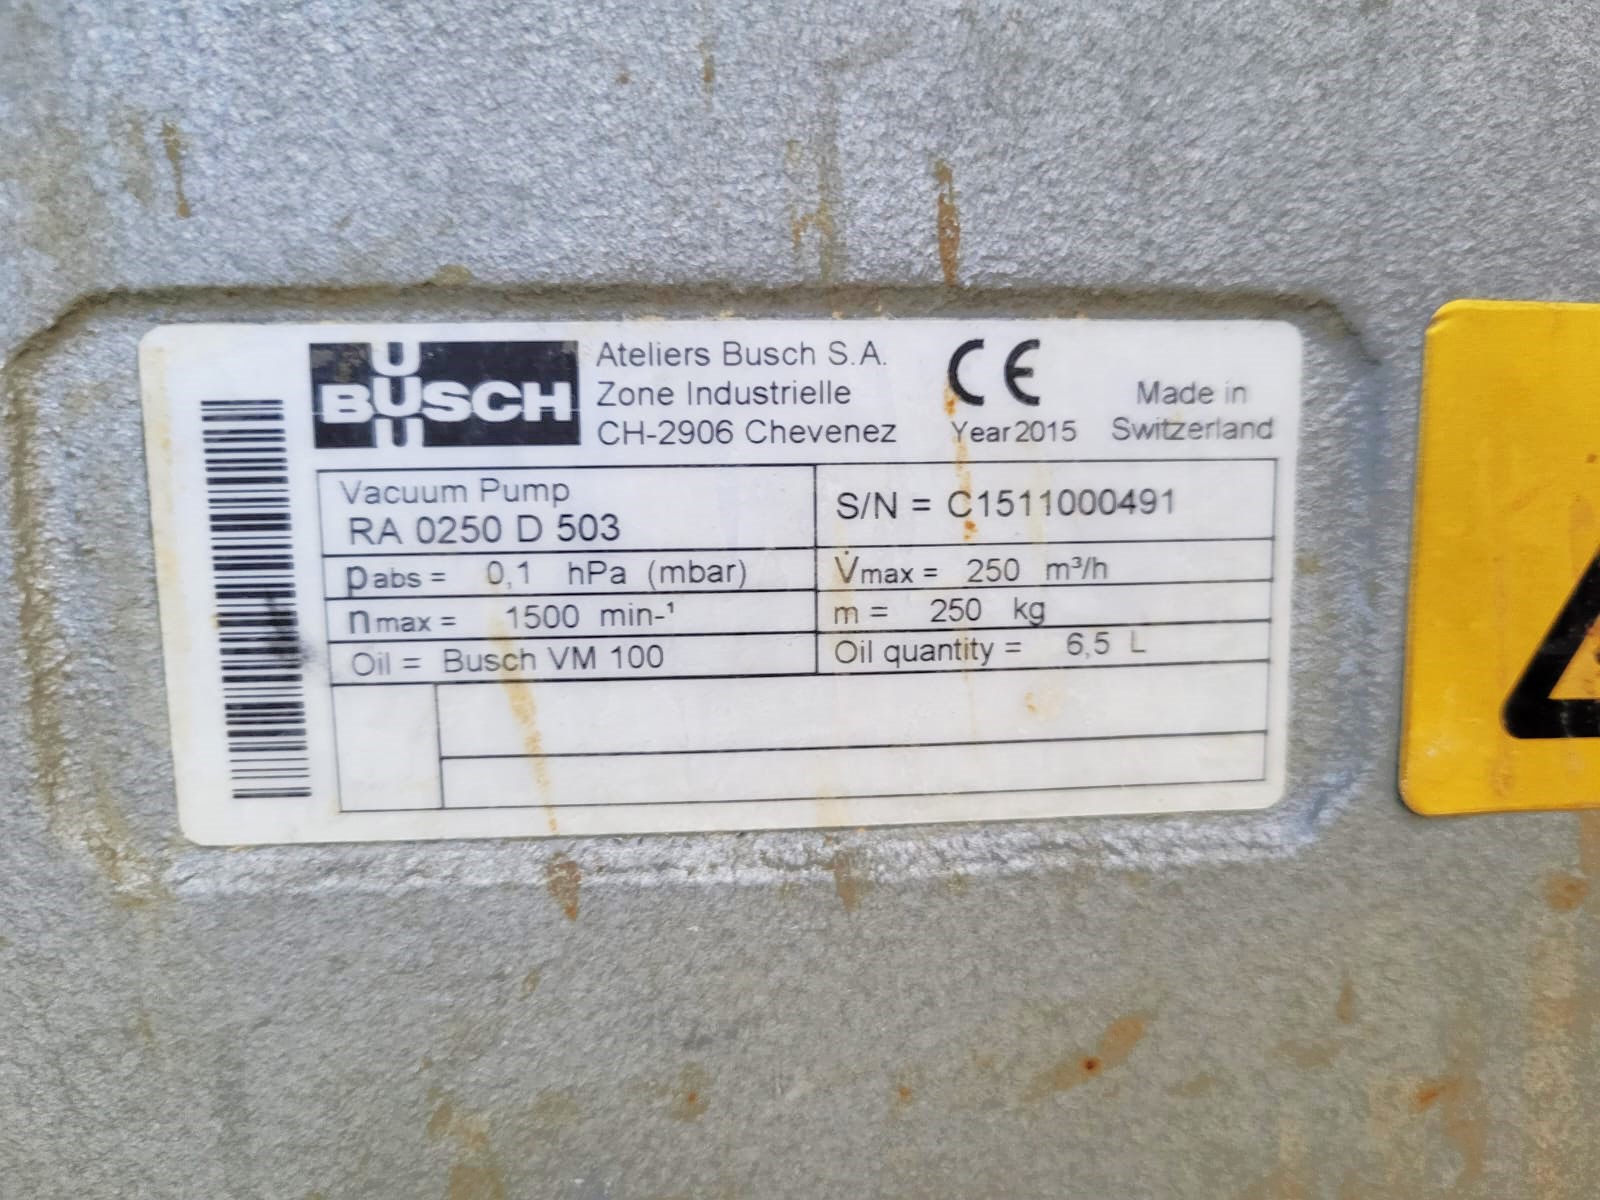 BUSCH
Ateliers Busch S.A.
Zone Industrielle
CH-2906 Chevenez
CE
Year 2015
Made in
Switzerland
Vacuum Pump
RA 0250 D 503
S/N = C1511000491
pabs = 0,1 hPa (mbar)
V̇max = 250 m³/h
nmax = 1500 min-¹
m = 250 kg
Oil = Busch VM 100
Oil quantity = 6,5 L